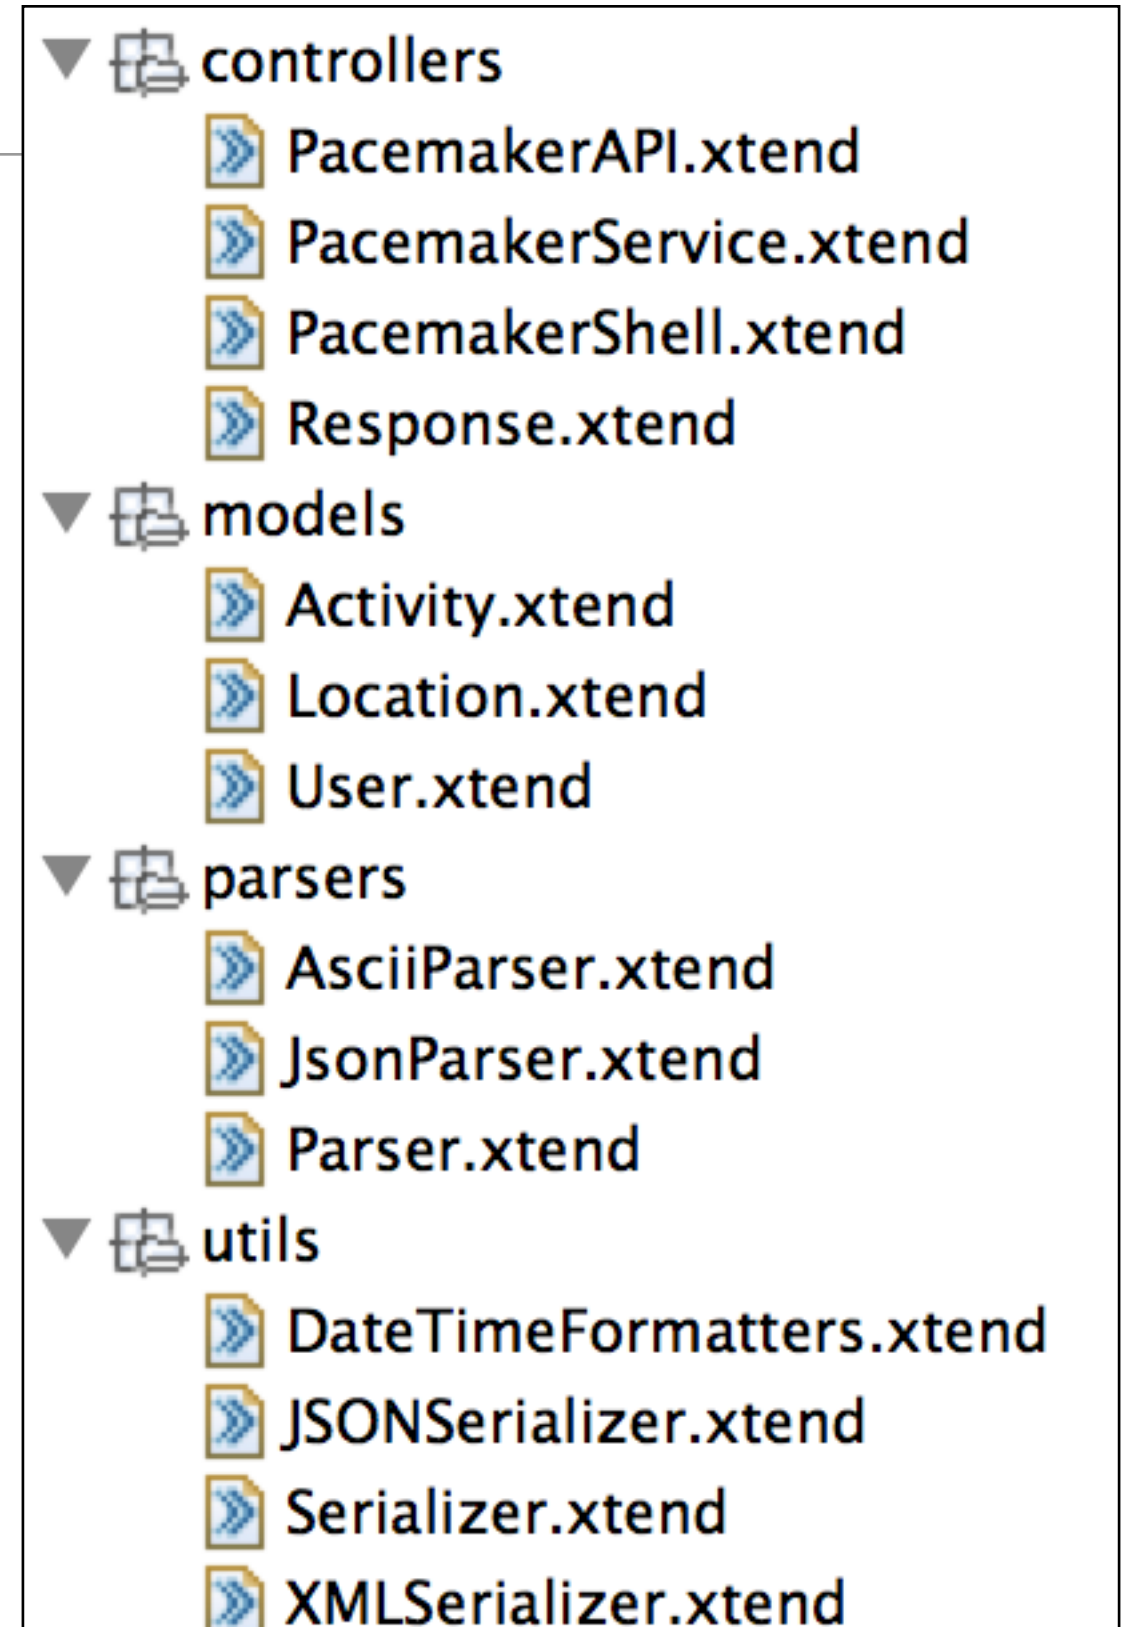 controllers
PacemakerAPI.xtend
PacemakerService.xtend
PacemakerShell.xtend
Response.xtend
models
Activity.xtend
Location.xtend
User.xtend
parsers
AsciiParser.xtend
JsonParser.xtend
Parser.xtend
utils
DateTimeFormatters.xtend
JSONSerializer.xtend
Serializer.xtend
XMLSerializer.xtend